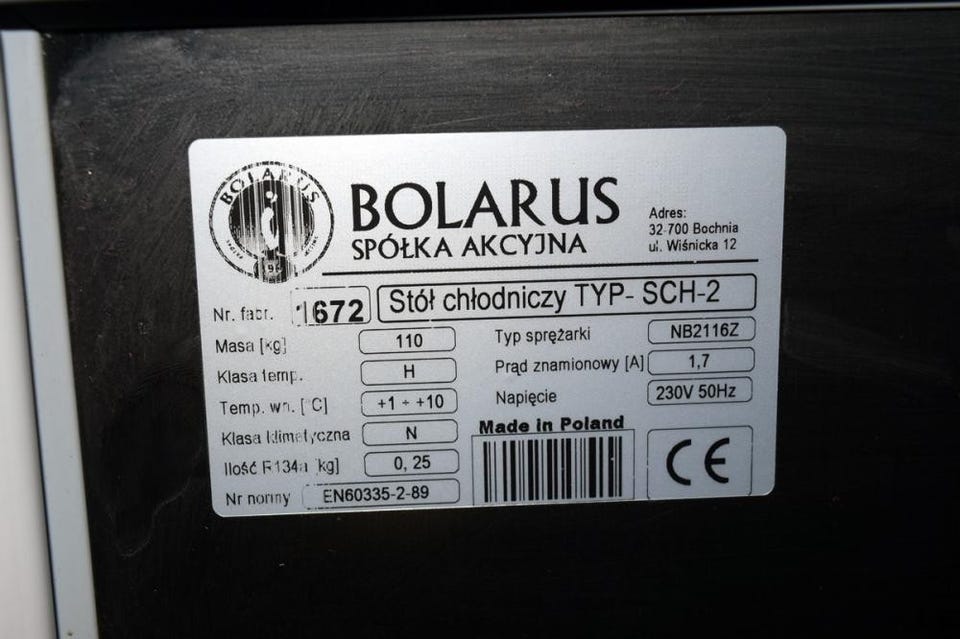 BOLARUS
BOLARUS
SPÓŁKA AKCYJNA
Adres:
32-700 Bochnia
ul. Wiśnicka 12
Nr. fabr. 1672
Stół chłodniczy TYP- SCH-2
Masa [kg] 110
Klasa temp. H
Temp. wn. [°C] +1 ÷ +10
Klasa klimatyczna N
Ilość R134a [kg] 0, 25
Nr normy EN60335-2-89
Typ sprężarki NB2116Z
Prąd znamionowy [A] 1,7
Napięcie 230V 50Hz
Made in Poland
CE